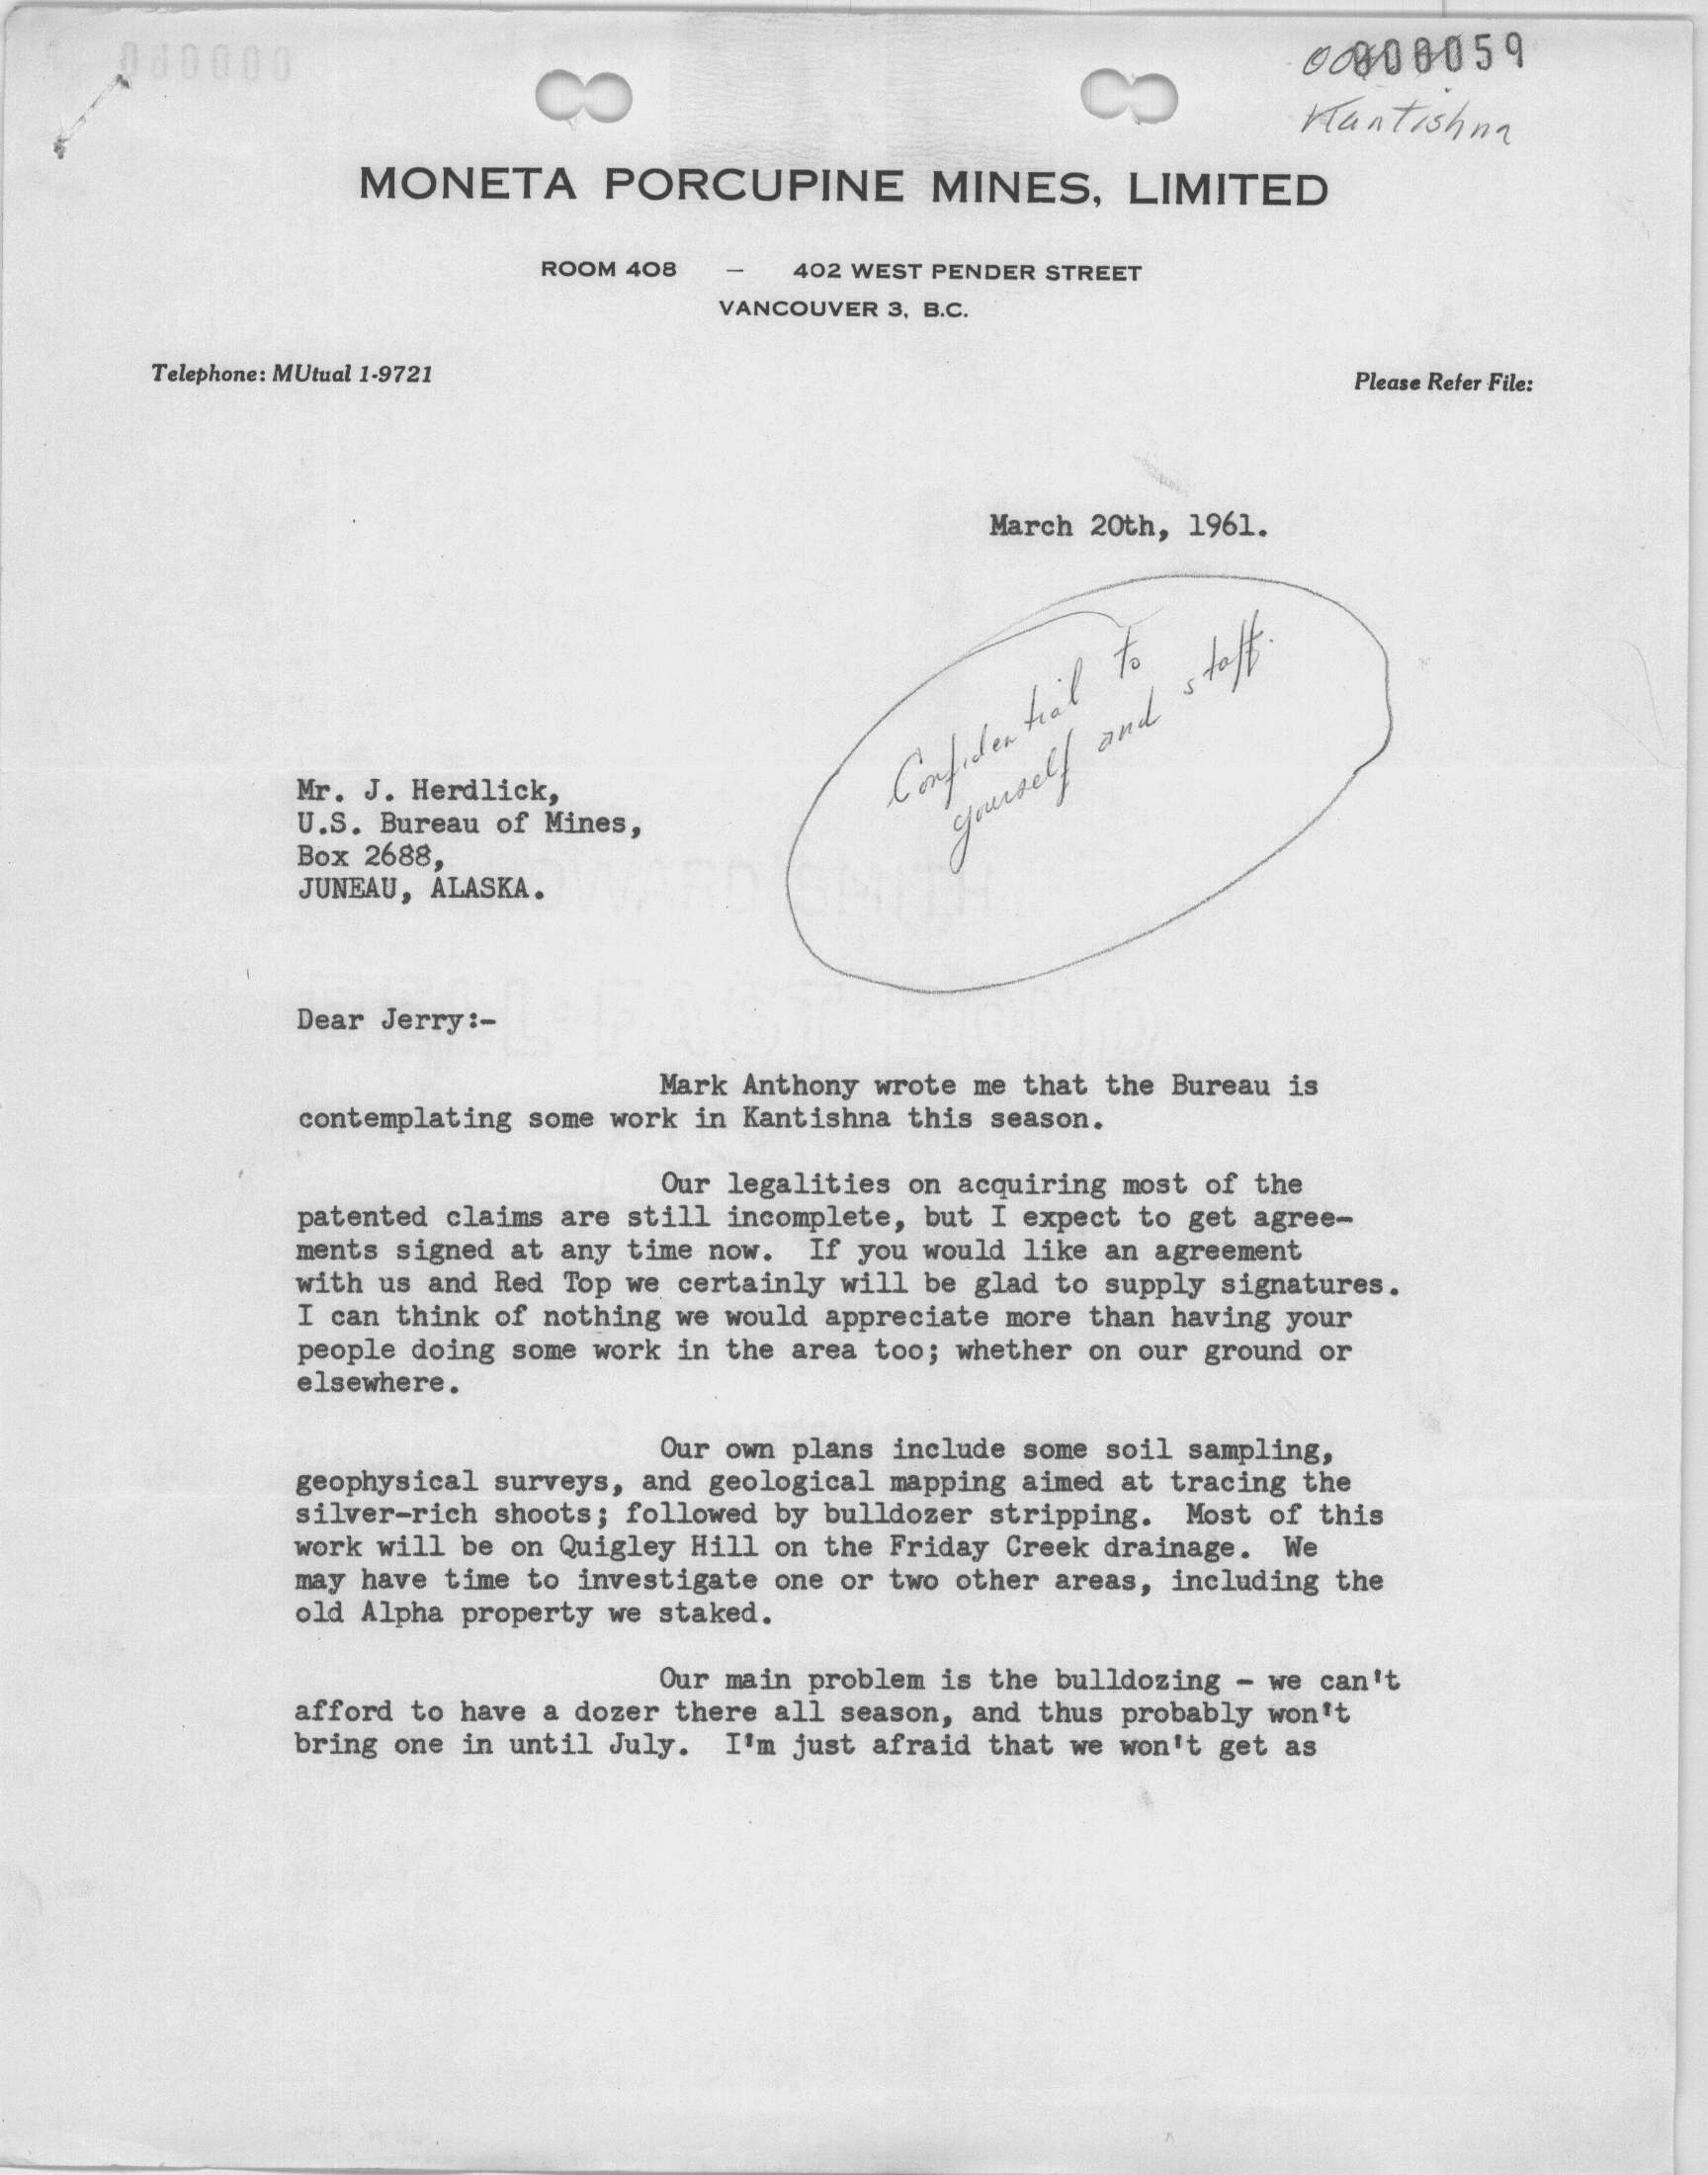 000059
Kantishna
MONETA PORCUPINE MINES, LIMITED
ROOM 408 — 402 WEST PENDER STREET
VANCOUVER 3, B.C.
Telephone: MUtual 1-9721
Please Refer File:
March 20th, 1961.
Confidential to
yourself and staff.
Mr. J. Herdlick,
U.S. Bureau of Mines,
Box 2688,
JUNEAU, ALASKA.
Dear Jerry:-
Mark Anthony wrote me that the Bureau is
contemplating some work in Kantishna this season.
Our legalities on acquiring most of the
patented claims are still incomplete, but I expect to get agree-
ments signed at any time now. If you would like an agreement
with us and Red Top we certainly will be glad to supply signatures.
I can think of nothing we would appreciate more than having your
people doing some work in the area too; whether on our ground or
elsewhere.
Our own plans include some soil sampling,
geophysical surveys, and geological mapping aimed at tracing the
silver-rich shoots; followed by bulldozer stripping. Most of this
work will be on Quigley Hill on the Friday Creek drainage. We
may have time to investigate one or two other areas, including the
old Alpha property we staked.
Our main problem is the bulldozing - we can't
afford to have a dozer there all season, and thus probably won't
bring one in until July. I'm just afraid that we won't get as